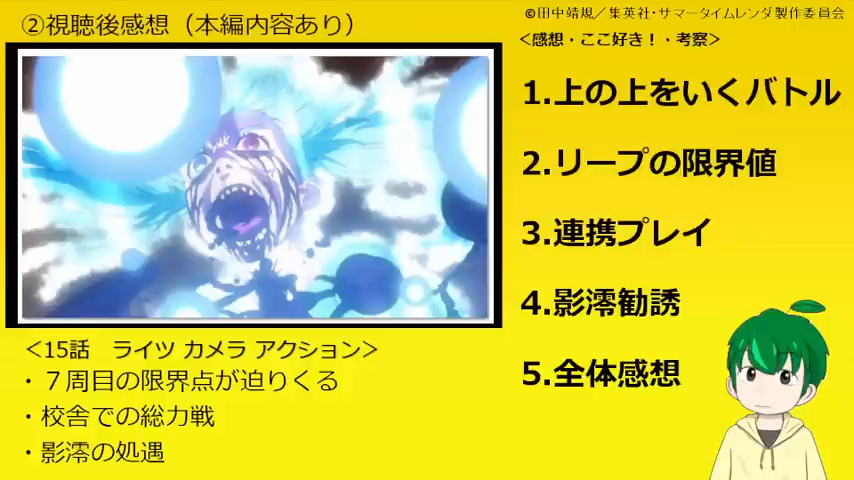 ②視聴後感想（本編内容あり）
©田中靖規／集英社・サマータイムレンダ製作委員会
＜感想・ここ好き！・考察＞
1.上の上をいくバトル
2.リープの限界値
3.連携プレイ
4.影澪勧誘
5.全体感想
＜15話　ライツ カメラ アクション＞
・７周目の限界点が迫りくる
・校舎での総力戦
・影澪の処遇